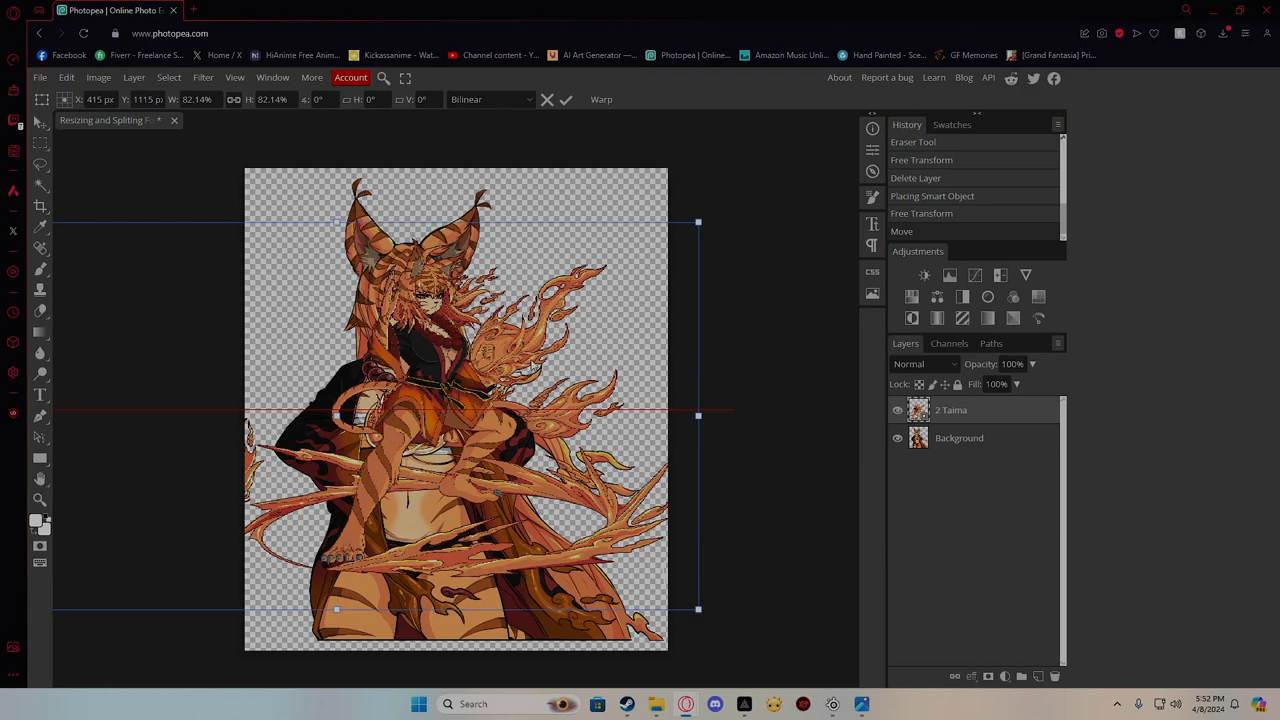 Photopea | Online Photo E
www.photopea.com
Facebook
Fiverr - Freelance S...
Home / X
HiAnime Free Anim...
Kickassanime - Wat...
Channel content - Y...
AI Art Generator —...
Photopea | Online...
Amazon Music Unli...
Hand Painted - Sce...
GF Memories
[Grand Fantasia] Pri...
File Edit Image Layer Select Filter View Window More Account
About Report a bug Learn Blog API
X: 415 px Y: 1115 px W: 82.14% H: 82.14% ∡: 0° H: 0° V: 0° Bilinear Warp
Resizing and Spliting Fo *
History Swatches
Eraser Tool
Free Transform
Delete Layer
Placing Smart Object
Free Transform
Move
Adjustments
CSS
Layers Channels Paths
Normal Opacity: 100%
Lock: Fill: 100%
2 Taima
Background
eff
Search
5:52 PM
4/8/2024